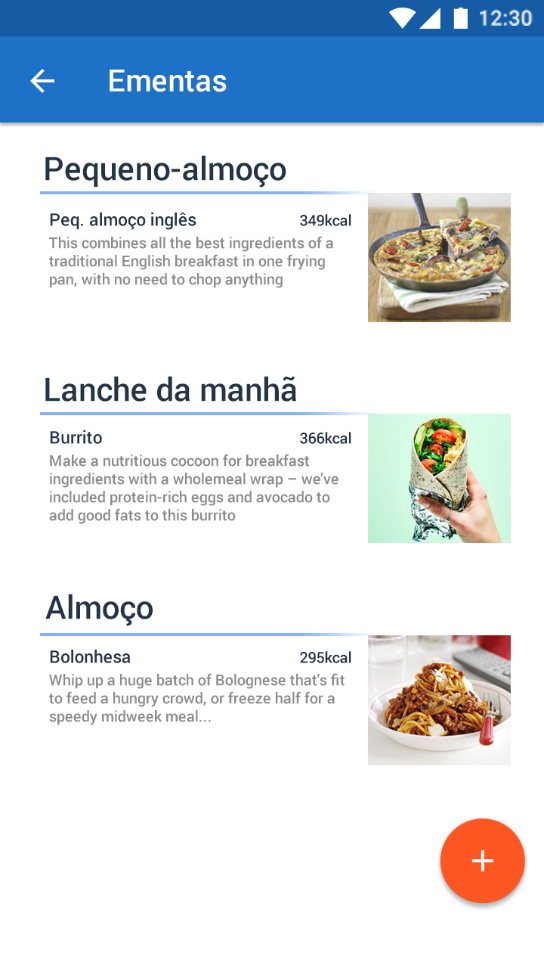 12:30
Ementas
Pequeno-almoço
Peq. almoço inglês 349kcal
This combines all the best ingredients of a
traditional English breakfast in one frying
pan, with no need to chop anything
Lanche da manhã
Burrito 366kcal
Make a nutritious cocoon for breakfast
ingredients with a wholemeal wrap – we've
included protein-rich eggs and avocado to
add good fats to this burrito
Almoço
Bolonhesa 295kcal
Whip up a huge batch of Bolognese that's fit
to feed a hungry crowd, or freeze half for a
speedy midweek meal...